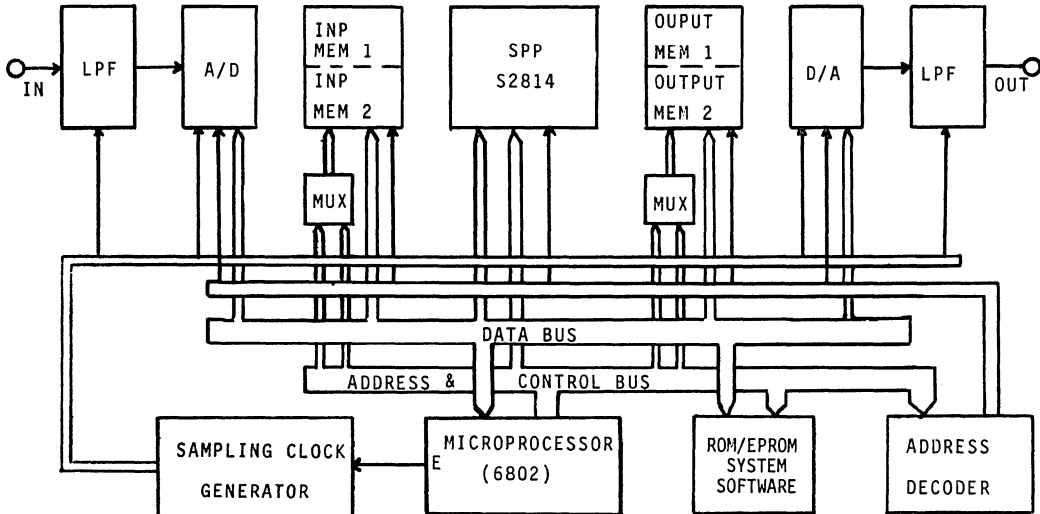 IN
LPF
A/D
INP
MEM 1
INP
MEM 2
SPP
S2814
OUPUT
MEM 1
OUTPUT
MEM 2
D/A
LPF
OUT
MUX
MUX
DATA BUS
ADDRESS & CONTROL BUS
SAMPLING CLOCK
GENERATOR
E
MICROPROCESSOR
(6802)
ROM/EPROM
SYSTEM
SOFTWARE
ADDRESS
DECODER